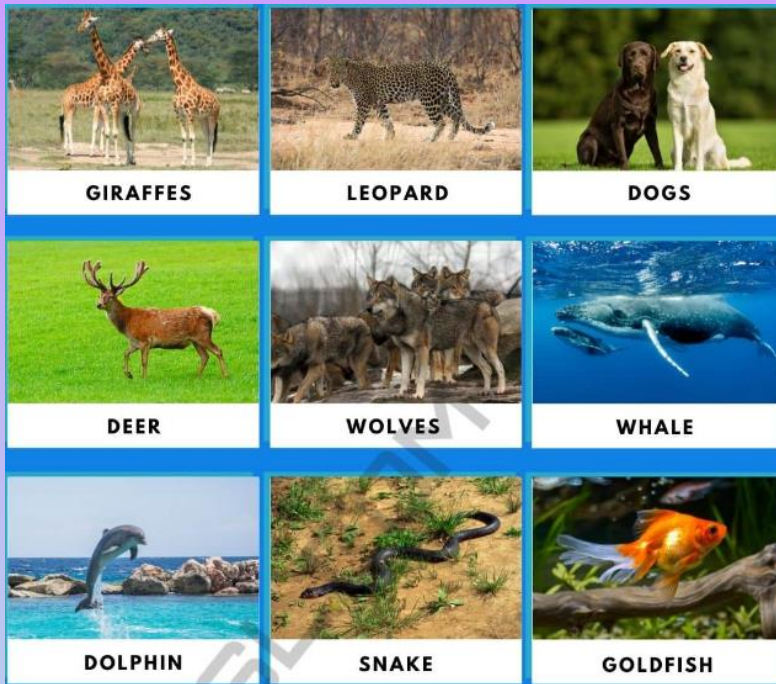 GIRAFFES
LEOPARD
DOGS
DEER
WOLVES
WHALE
DOLPHIN
SNAKE
GOLDFISH